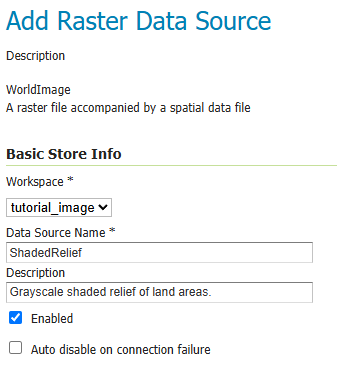 Add Raster Data Source
Description
WorldImage
A raster file accompanied by a spatial data file
Basic Store Info
Workspace *
tutorial_image
Data Source Name *
ShadedRelief
Description
Grayscale shaded relief of land areas.
Enabled
Auto disable on connection failure